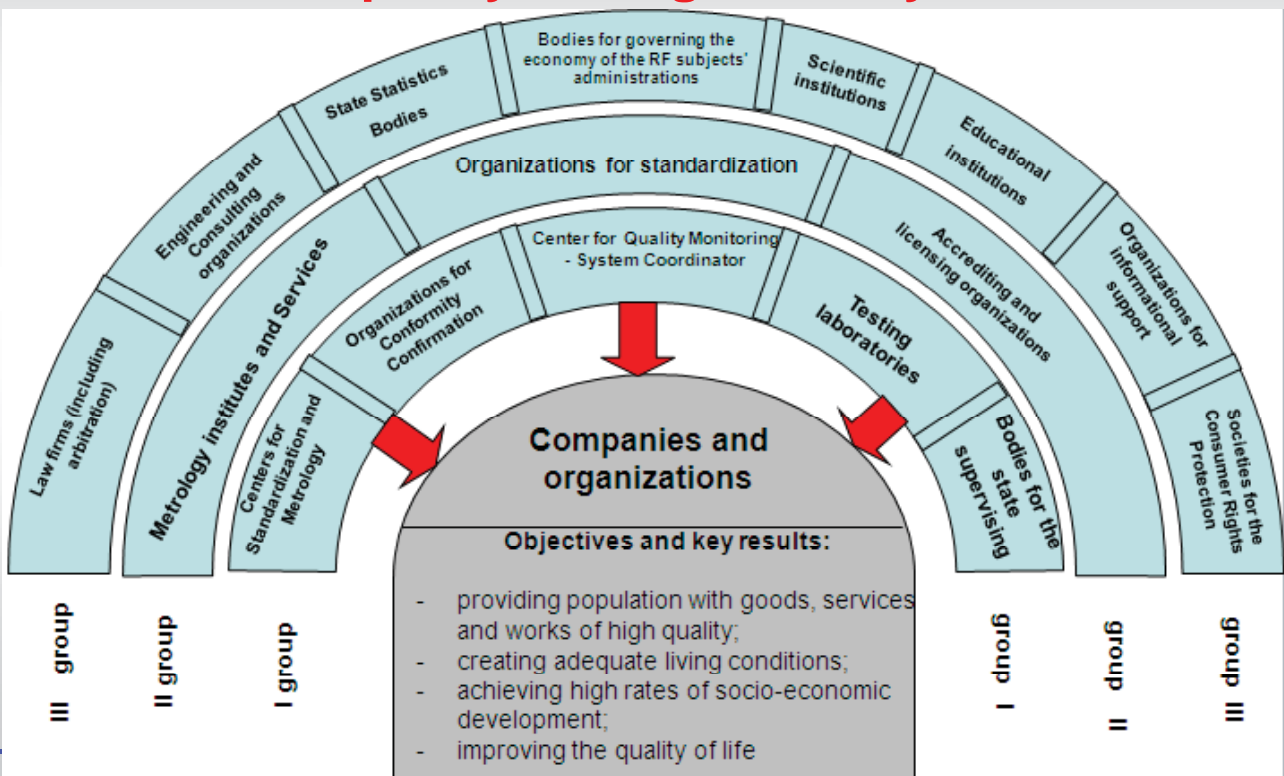 Bodies for governing the
economy of the RF subjects'
administrations
State Statistics
Bodies
Scientific
institutions
Engineering and
Consulting
organizations
Educational
institutions
Law firms (including
arbitration)
Organizations for
informational
support
Societies for the
Consumer Rights
Protection
Organizations for standardization
Metrology institutes and Services
Accrediting and
licensing organizations
Center for Quality Monitoring
- System Coordinator
Organizations for
Conformity
Confirmation
Testing
laboratories
Centers for
Standardization and
Metrology
Bodies for the
state
supervising
Companies and
organizations
Objectives and key results:
- providing population with goods, services
and works of high quality;
- creating adequate living conditions;
- achieving high rates of socio-economic
development;
- improving the quality of life
III group
II group
I group
group I
group II
group III